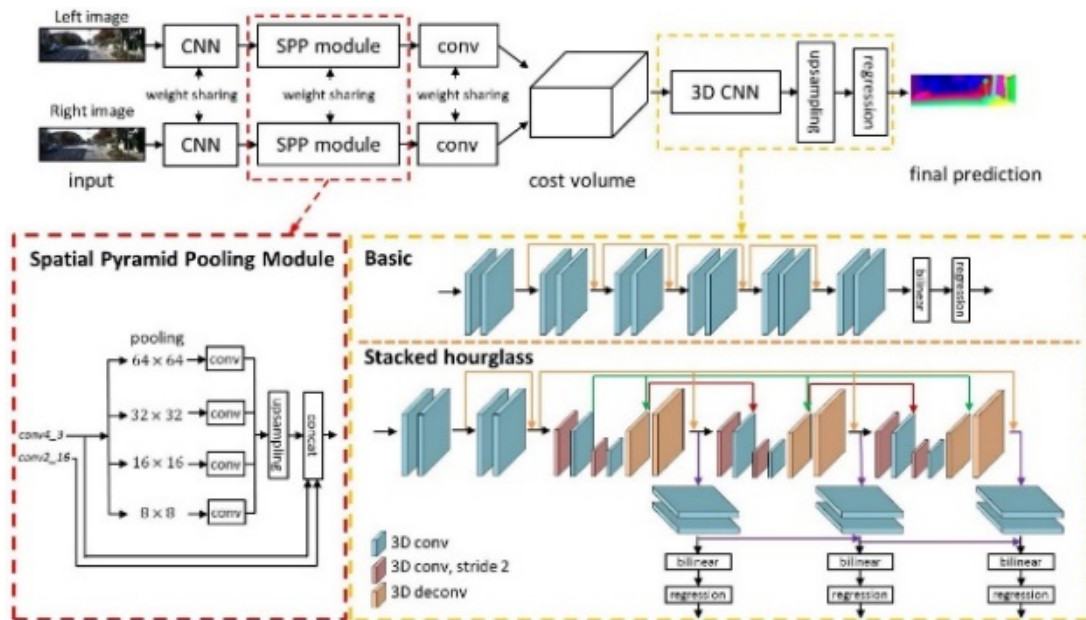 Left image
CNN
SPP module
conv
weight sharing
weight sharing
weight sharing
Right image
CNN
SPP module
conv
input
cost volume
3D CNN
upsampling
regression
final prediction
Spatial Pyramid Pooling Module
pooling
64 × 64
conv
32 × 32
conv
16 × 16
conv
8 × 8
conv
conv4_3
conv2_16
upsampling
concat
Basic
bilinear
regression
Stacked hourglass
3D conv
3D conv, stride 2
3D deconv
bilinear
bilinear
bilinear
regression
regression
regression